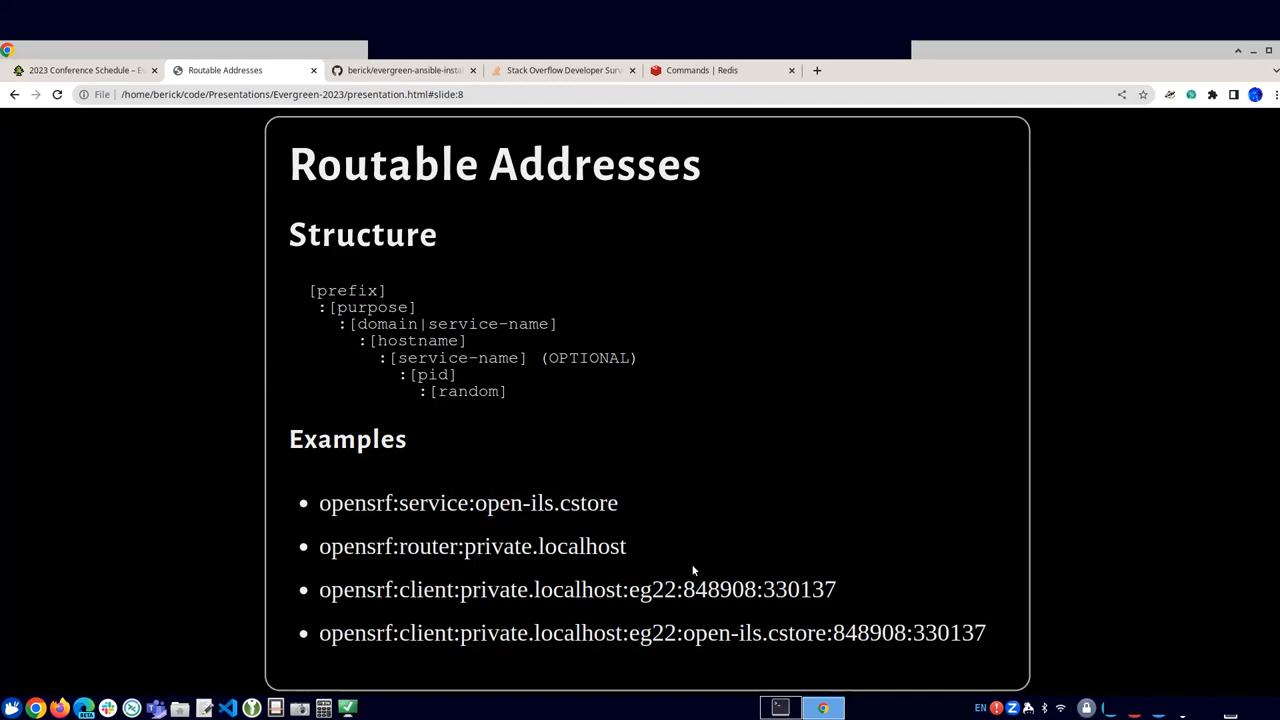 2023 Conference Schedule – Ev
Routable Addresses
berick/evergreen-ansible-instal
Stack Overflow Developer Surv
Commands | Redis
File
/home/berick/code/Presentations/Evergreen-2023/presentation.html#slide:8
Routable Addresses
Structure
[prefix]
:[purpose]
:[domain|service-name]
:[hostname]
:[service-name] (OPTIONAL)
:[pid]
:[random]
Examples
• opensrf:service:open-ils.cstore
• opensrf:router:private.localhost
• opensrf:client:private.localhost:eg22:848908:330137
• opensrf:client:private.localhost:eg22:open-ils.cstore:848908:330137
EN